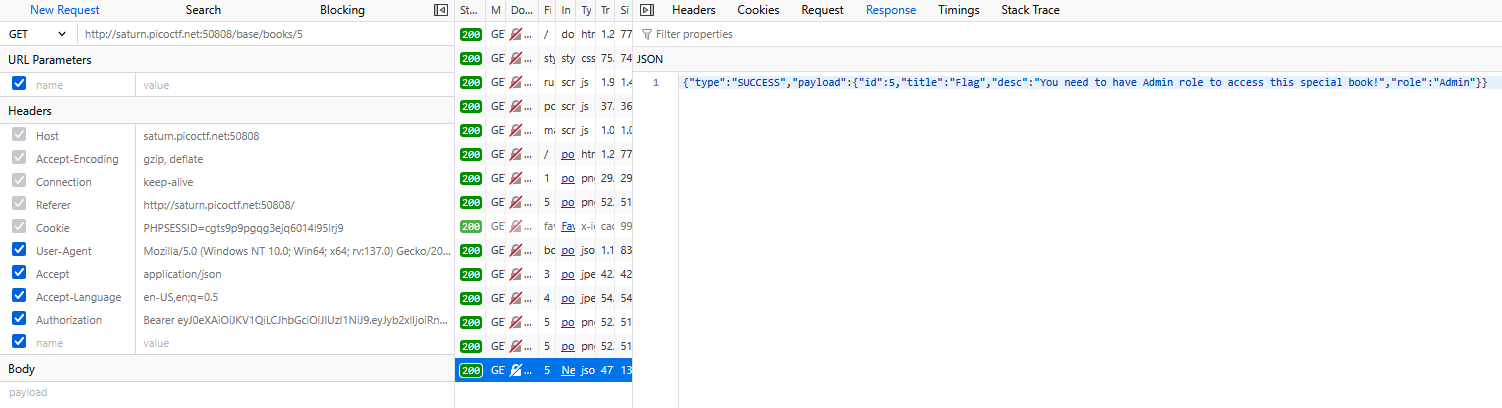 New Request Search Blocking
GET http://saturn.picoctf.net:50808/base/books/5
URL Parameters
name value
Headers
Host saturn.picoctf.net:50808
Accept-Encoding gzip, deflate
Connection keep-alive
Referer http://saturn.picoctf.net:50808/
Cookie PHPSESSID=cgts9p9pgqg3ejq6014l95lrj9
User-Agent Mozilla/5.0 (Windows NT 10.0; Win64; x64; rv:137.0) Gecko/20...
Accept application/json
Accept-Language en-US,en;q=0.5
Authorization Bearer eyJ0eXAiOiJKV1QiLCJhbGciOiJIUzI1NiJ9.eyJyb2xlIjoiRn...
name value
Body
payload
St... M Do... Fi In Ty Tr Si
200 GE ... / do htr 1.2 77
200 GE ... sty sty css 75. 74
200 GE ... ru scr js 1.9 1.4
200 GE ... pc scr js 37. 36
200 GE ... ma scr js 1.0 1.0
200 GE ... / po htr 1.2 77
200 GE ... 1 po pn 29. 29
200 GE ... 5 po pn 52. 51
200 GE ... fav Fav x-ic cac 99
200 GE ... bo po jso 1.1 83
200 GE ... 3 po jpe 42. 42
200 GE ... 4 po jpe 54. 54
200 GE ... 5 po pn 52. 51
200 GE ... 5 po pn 52. 51
200 GE ... 5 Ne jso 47 13
Headers Cookies Request Response Timings Stack Trace
Filter properties
JSON
1 {"type":"SUCCESS","payload":{"id":5,"title":"Flag","desc":"You need to have Admin role to access this special book!","role":"Admin"}}